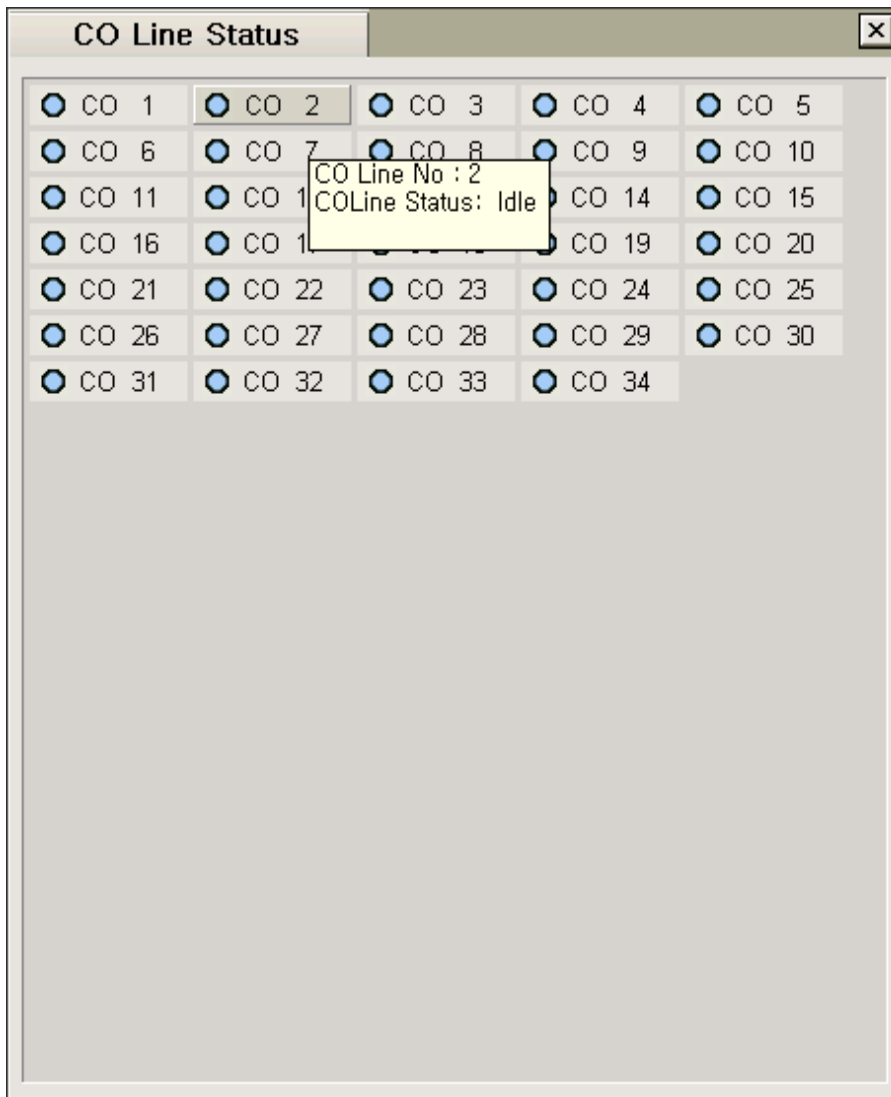 CO Line Status
CO 1 CO 2 CO 3 CO 4 CO 5
CO 6 CO 7 CO 8 CO 9 CO 10
CO Line No : 2
COLine Status: Idle
CO 11 CO CO 14 CO 15
CO 16 CO CO 19 CO 20
CO 21 CO 22 CO 23 CO 24 CO 25
CO 26 CO 27 CO 28 CO 29 CO 30
CO 31 CO 32 CO 33 CO 34